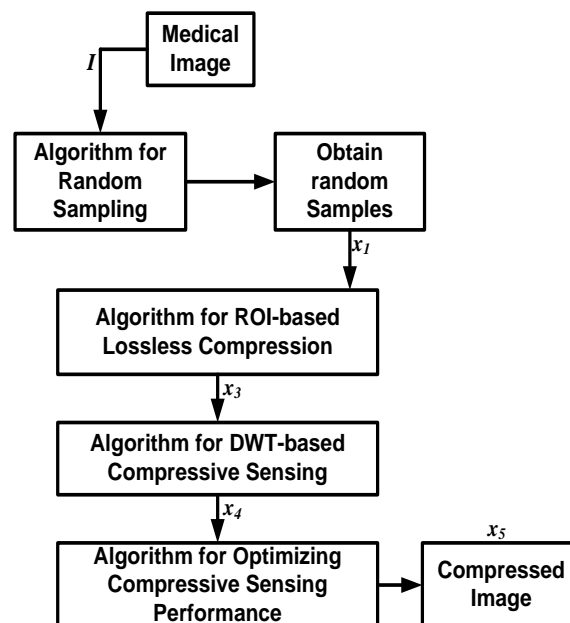 Medical
Image
I
Algorithm for
Random
Sampling
Obtain
random
Samples
x1
Algorithm for ROI-based
Lossless Compression
x3
Algorithm for DWT-based
Compressive Sensing
x4
Algorithm for Optimizing
Compressive Sensing
Performance
x5
Compressed
Image